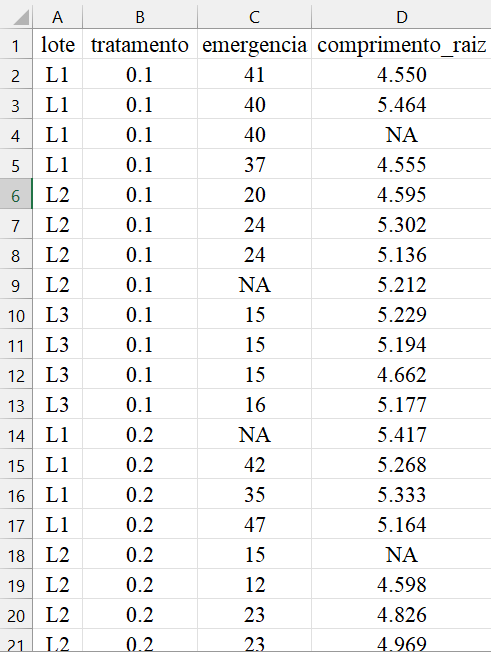 A B C D
1 lote tratamento emergencia comprimento_raiz
2 L1 0.1 41 4.550
3 L1 0.1 40 5.464
4 L1 0.1 40 NA
5 L1 0.1 37 4.555
6 L2 0.1 20 4.595
7 L2 0.1 24 5.302
8 L2 0.1 24 5.136
9 L2 0.1 NA 5.212
10 L3 0.1 15 5.229
11 L3 0.1 15 5.194
12 L3 0.1 15 4.662
13 L3 0.1 16 5.177
14 L1 0.2 NA 5.417
15 L1 0.2 42 5.268
16 L1 0.2 35 5.333
17 L1 0.2 47 5.164
18 L2 0.2 15 NA
19 L2 0.2 12 4.598
20 L2 0.2 23 4.826
21 L2 0.2 23 4.969